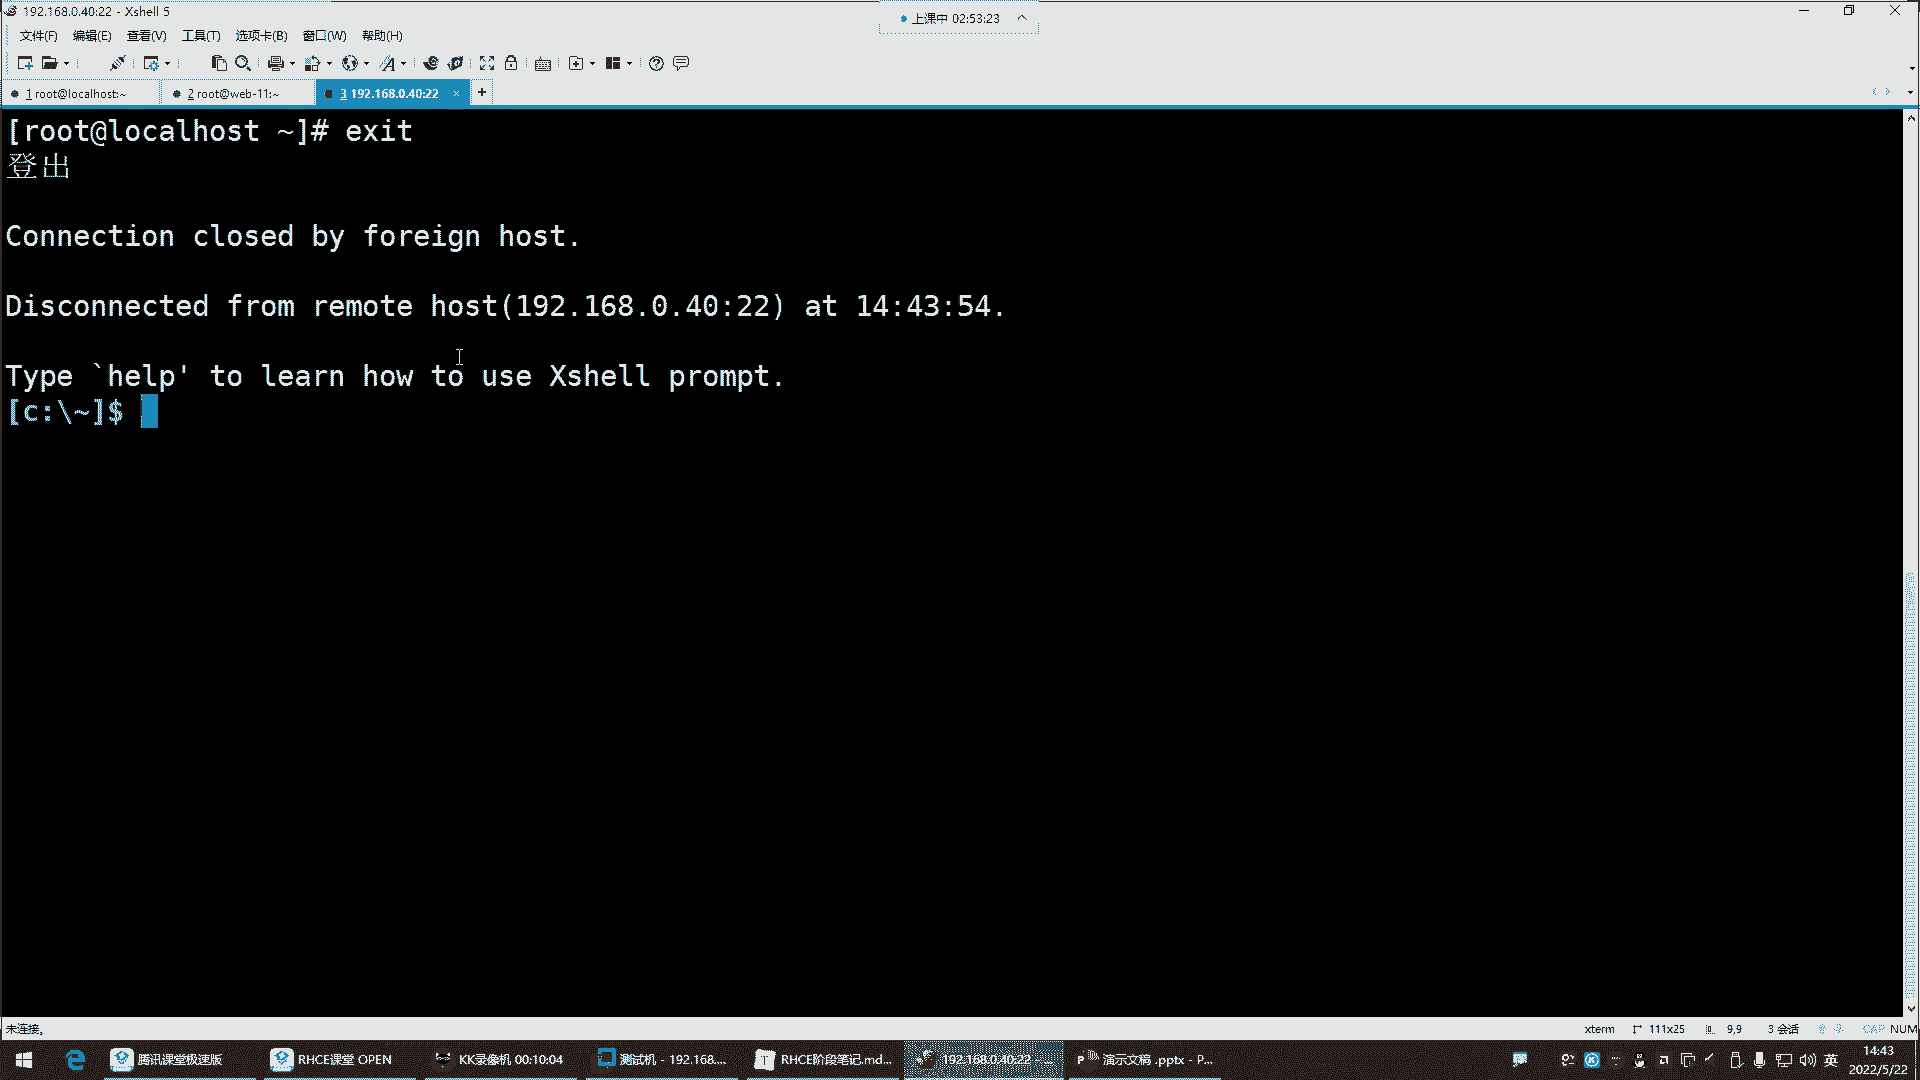 192.168.0.40:22 - Xshell 5
上课中 02:53:23
文件(F) 编辑(E) 查看(V) 工具(T) 选项卡(B) 窗口(W) 帮助(H)
1 root@localhost:~ 2 root@web-11:~ 3 192.168.0.40:22 × +
[root@localhost ~]# exit
登出
Connection closed by foreign host.
Disconnected from remote host(192.168.0.40:22) at 14:43:54.
Type `help' to learn how to use Xshell prompt.
[c:\~]$
未连接。 xterm 111x25 9,9 3 会话 CAP NUM
腾讯课堂极速版 RHCE课堂 OPEN KK录像机 00:10:04 测试机 - 192.168.... RHCE阶段笔记.md... 192.168.0.40:22 - ... 演示文稿 .pptx - P... 英 14:43
2022/5/22